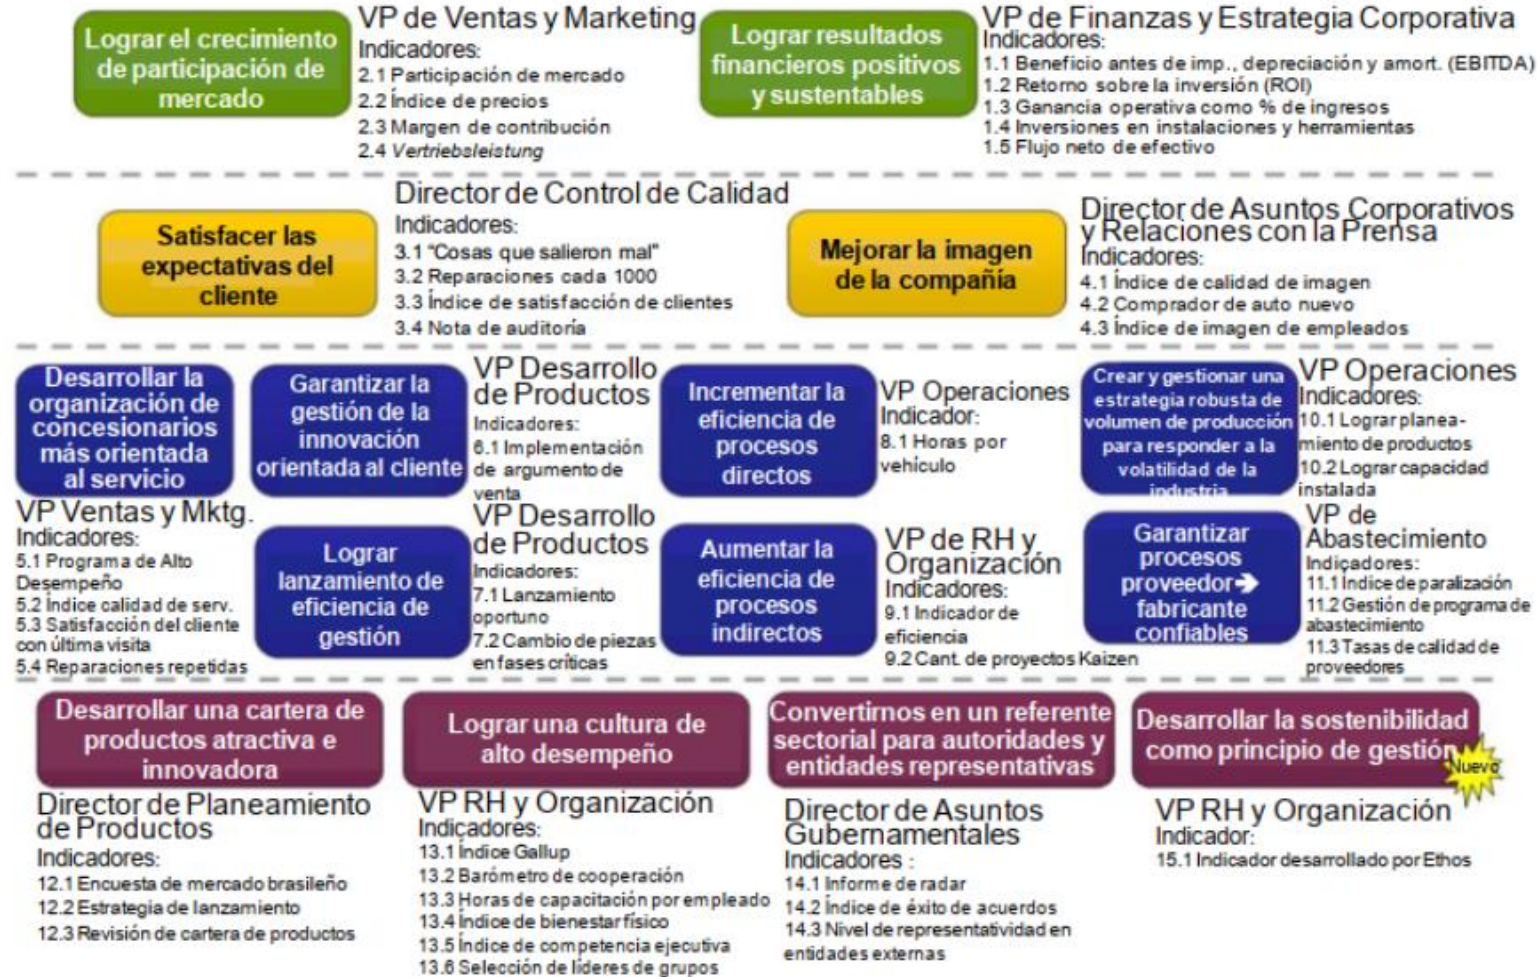 Lograr el crecimiento
de participación de
mercado
VP de Ventas y Marketing
Indicadores:
2.1 Participación de mercado
2.2 Índice de precios
2.3 Margen de contribución
2.4 Vertriebsleistung
Lograr resultados
financieros positivos
y sustentables
VP de Finanzas y Estrategia Corporativa
Indicadores:
1.1 Beneficio antes de imp., depreciación y amort. (EBITDA)
1.2 Retorno sobre la inversión (ROI)
1.3 Ganancia operativa como % de ingresos
1.4 Inversiones en instalaciones y herramientas
1.5 Flujo neto de efectivo
Satisfacer las
expectativas del
cliente
Director de Control de Calidad
Indicadores:
3.1 "Cosas que salieron mal"
3.2 Reparaciones cada 1000
3.3 Índice de satisfacción de clientes
3.4 Nota de auditoría
Mejorar la imagen
de la compañía
Director de Asuntos Corporativos
y Relaciones con la Prensa
Indicadores:
4.1 Índice de calidad de imagen
4.2 Comprador de auto nuevo
4.3 Índice de imagen de empleados
Desarrollar la
organización de
concesionarios
más orientada
al servicio
VP Ventas y Mktg.
Indicadores:
5.1 Programa de Alto
Desempeño
5.2 Índice calidad de serv.
5.3 Satisfacción del cliente
con última visita
5.4 Reparaciones repetidas
Garantizar la
gestión de la
innovación
orientada al cliente
VP Desarrollo
de Productos
Indicadores:
6.1 Implementación
de argumento de
venta
Lograr
lanzamiento de
eficiencia de
gestión
VP Desarrollo
de Productos
Indicadores:
7.1 Lanzamiento
oportuno
7.2 Cambio de piezas
en fases críticas
Incrementar la
eficiencia de
procesos
directos
VP Operaciones
Indicador:
8.1 Horas por
vehículo
Aumentar la
eficiencia de
procesos
indirectos
VP de RH y
Organización
Indicadores:
9.1 Indicador de
eficiencia
9.2 Cant. de proyectos Kaizen
Crear y gestionar una
estrategia robusta de
volumen de producción
para responder a la
volatilidad de la
industria
VP Operaciones
Indicadores:
10.1 Lograr planea-
miento de productos
10.2 Lograr capacidad
instalada
Garantizar
procesos
proveedor➔
fabricante
confiables
VP de
Abastecimiento
Indicadores:
11.1 Indice de paralización
11.2 Gestión de programa de
abastecimiento
11.3 Tasas de calidad de
proveedores
Desarrollar una cartera de
productos atractiva e
innovadora
Director de Planeamiento
de Productos
Indicadores:
12.1 Encuesta de mercado brasileño
12.2 Estrategia de lanzamiento
12.3 Revisión de cartera de productos
Lograr una cultura de
alto desempeño
VP RH y Organización
Indicadores:
13.1 Índice Gallup
13.2 Barómetro de cooperación
13.3 Horas de capacitación por empleado
13.4 Índice de bienestar físico
13.5 Índice de competencia ejecutiva
13.6 Selección de líderes de grupos
Convertirnos en un referente
sectorial para autoridades y
entidades representativas
Director de Asuntos
Gubernamentales
Indicadores :
14.1 Informe de radar
14.2 Índice de éxito de acuerdos
14.3 Nivel de representatividad en
entidades externas
Desarrollar la sostenibilidad
como principio de gestión
Nuevo
VP RH y Organización
Indicador:
15.1 Indicador desarrollado por Ethos